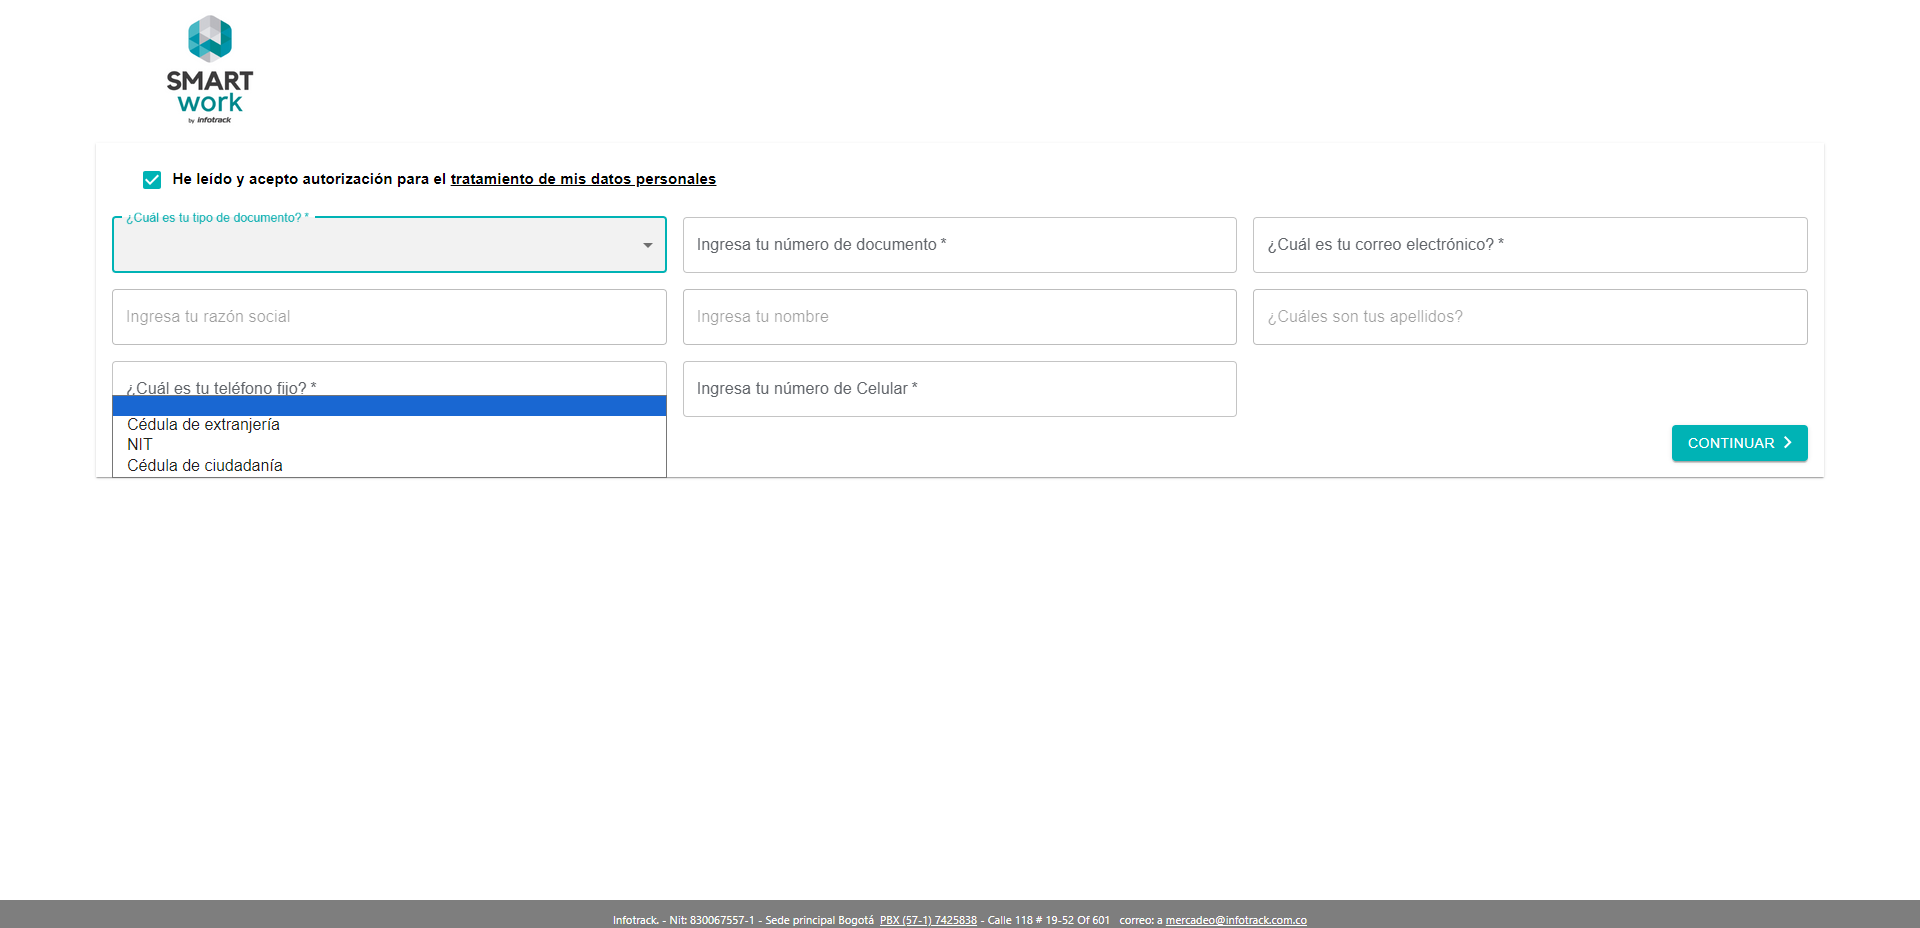 SMART
work
by infotrack
He leído y acepto autorización para el tratamiento de mis datos personales
¿Cuál es tu tipo de documento? *
Ingresa tu número de documento *
¿Cuál es tu correo electrónico? *
Ingresa tu razón social
Ingresa tu nombre
¿Cuáles son tus apellidos?
¿Cuál es tu teléfono fijo? *
Ingresa tu número de Celular *
Cédula de extranjería
NIT
Cédula de ciudadanía
CONTINUAR
Infotrack. - Nit: 830067557-1 - Sede principal Bogotá PBX (57-1) 7425838 - Calle 118 # 19-52 Of 601 correo: a mercadeo@infotrack.com.co